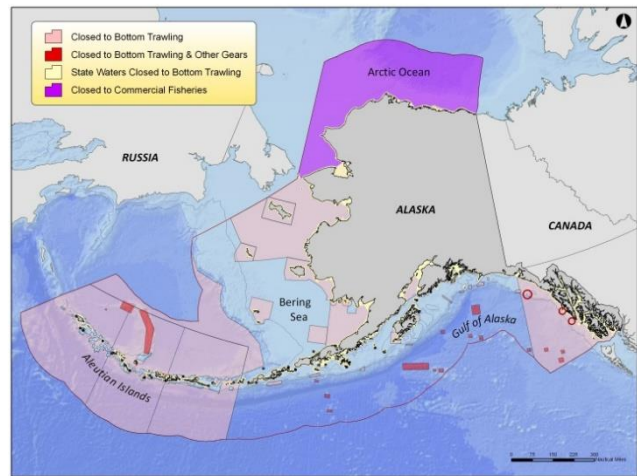 Closed to Bottom Trawling
Closed to Bottom Trawling & Other Gears
State Waters Closed to Bottom Trawling
Closed to Commercial Fisheries
Arctic Ocean
RUSSIA
ALASKA
CANADA
Bering
Sea
Gulf of Alaska
Aleutian Islands